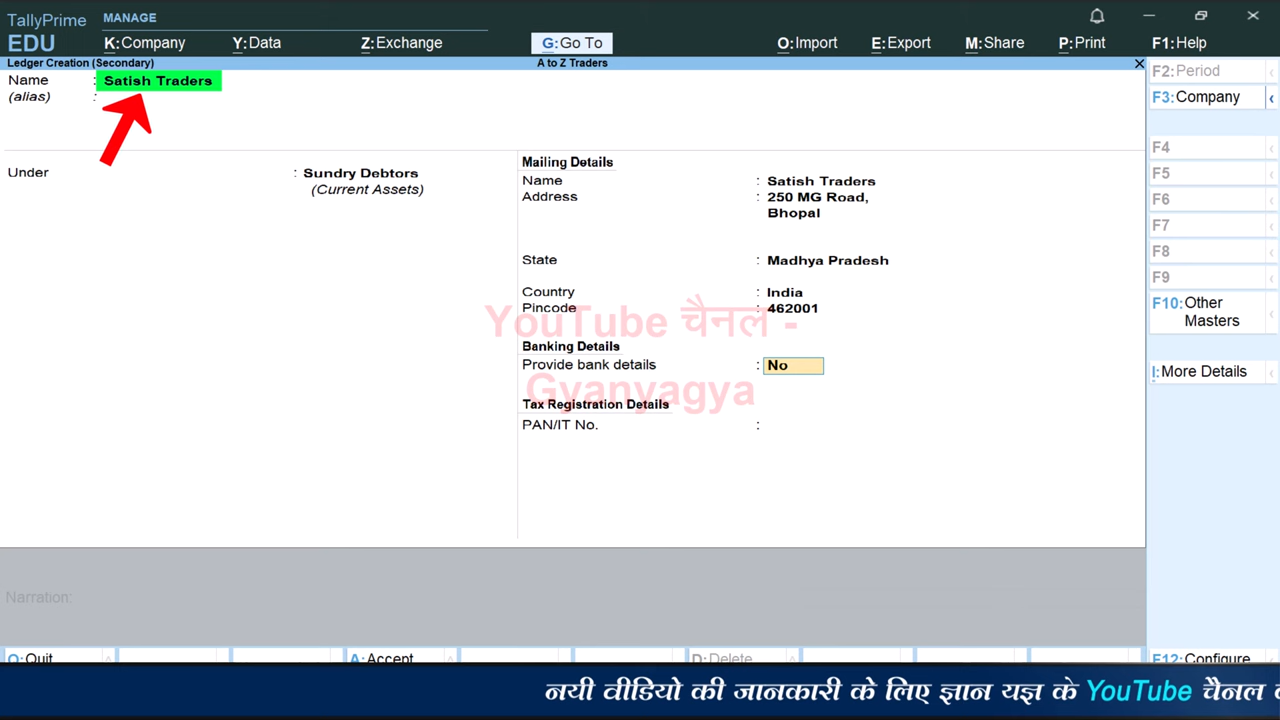 TallyPrime
EDU
MANAGE
K:Company
Y:Data
Z:Exchange
G:Go To
O:Import
E:Export
M:Share
P:Print
F1:Help
Ledger Creation (Secondary)
A to Z Traders
Name : Satish Traders
(alias) :
Under : Sundry Debtors
(Current Assets)
Mailing Details
Name : Satish Traders
Address : 250 MG Road,
Bhopal
State : Madhya Pradesh
Country : India
Pincode : 462001
YouTube चैनल -
Banking Details
Provide bank details : No
Gyanyagya
Tax Registration Details
PAN/IT No. :
F2:Period
F3:Company
F4
F5
F6
F7
F8
F9
F10:Other
Masters
I:More Details
Narration:
Q:Quit
A:Accept
D:Delete
F12:Configure
नयी वीडियो की जानकारी के लिए ज्ञान यज्ञ के YouTube चैनल